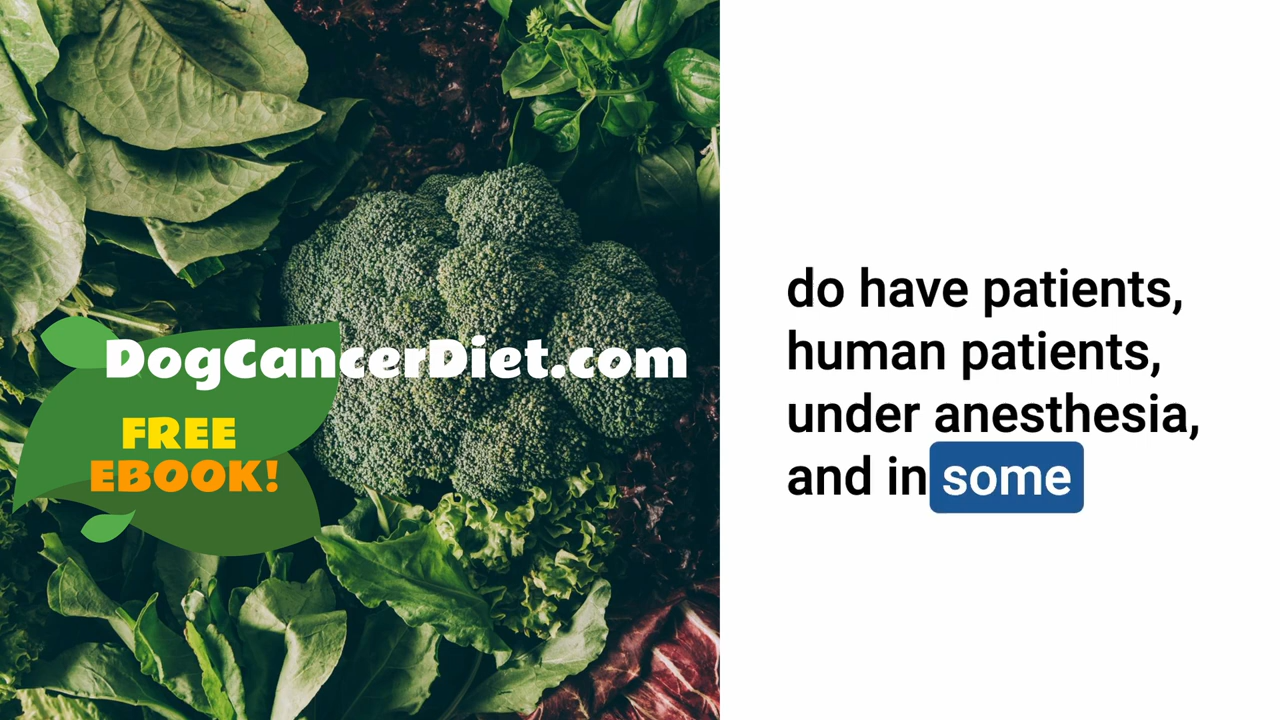 DogCancerDiet.com
FREE
EBOOK!
do have patients,
human patients,
under anesthesia,
and in some